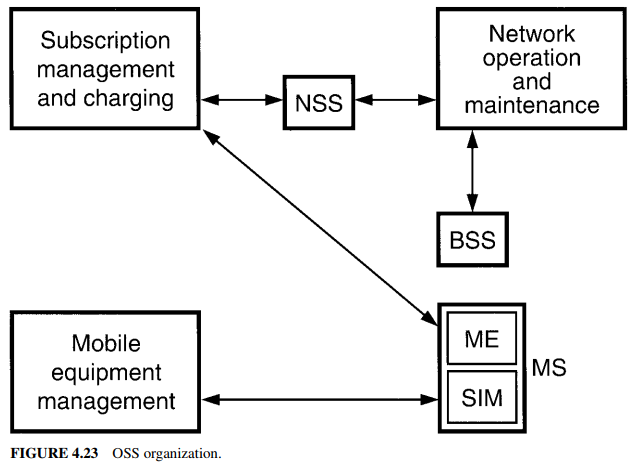 Subscription
management
and charging
NSS
Network
operation
and
maintenance
BSS
Mobile
equipment
management
ME
SIM
MS
FIGURE 4.23 OSS organization.